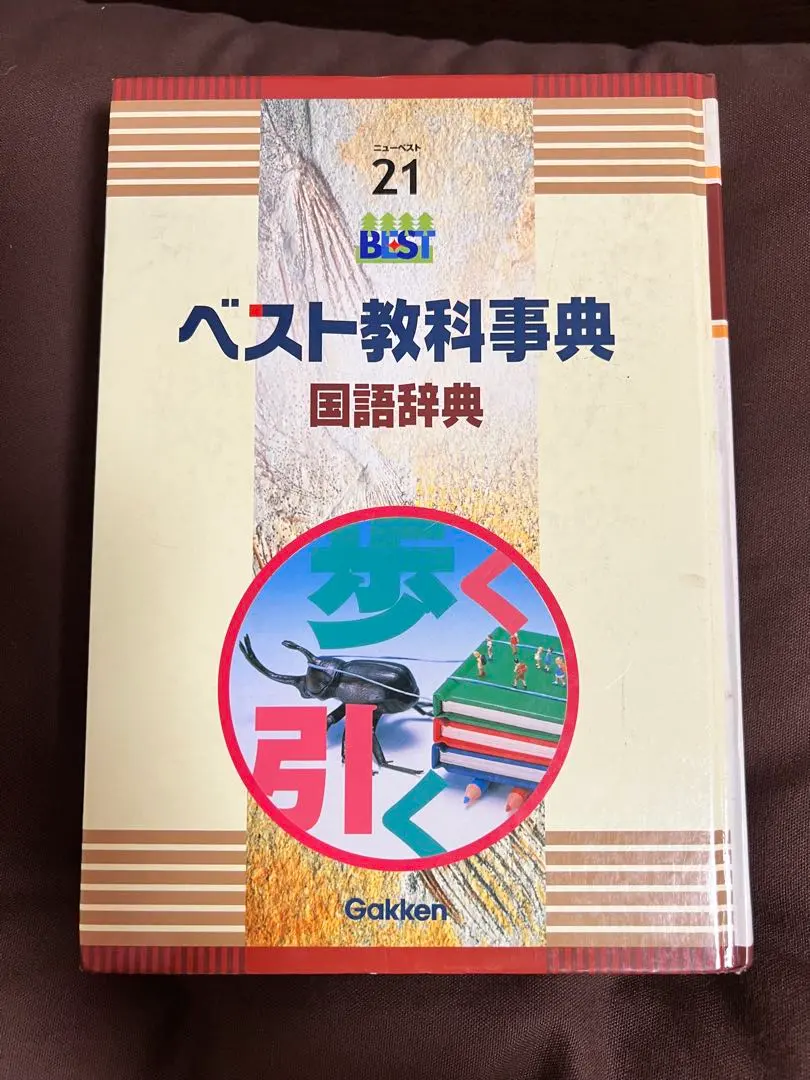 ニューベスト
21
BEST
ベスト教科事典
国語辞典
歩く
引く
Gakken